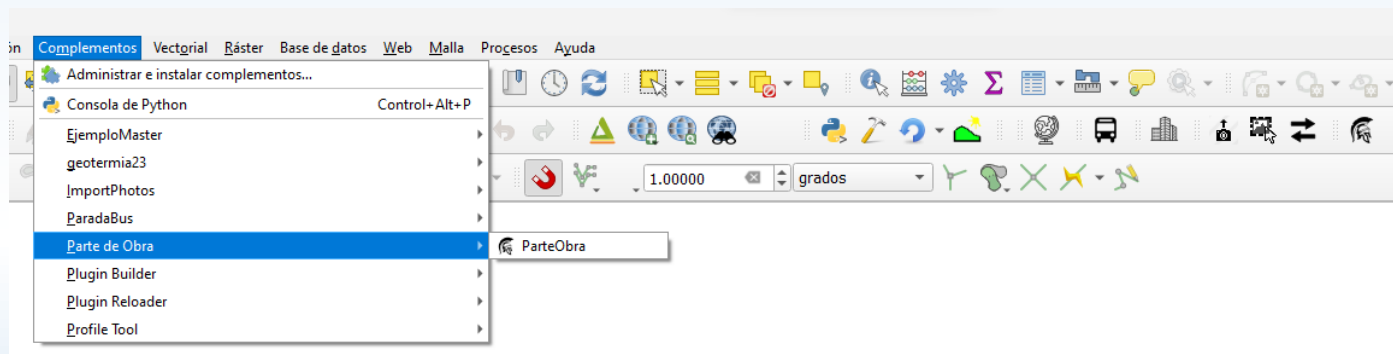 ón Complementos Vectorial Ráster Base de datos Web Malla Procesos Ayuda
Administrar e instalar complementos...
Consola de Python Control+Alt+P
EjemploMaster
geotermia23
ImportPhotos
1.00000 grados
ParadaBus
Parte de Obra ParteObra
Plugin Builder
Plugin Reloader
Profile Tool